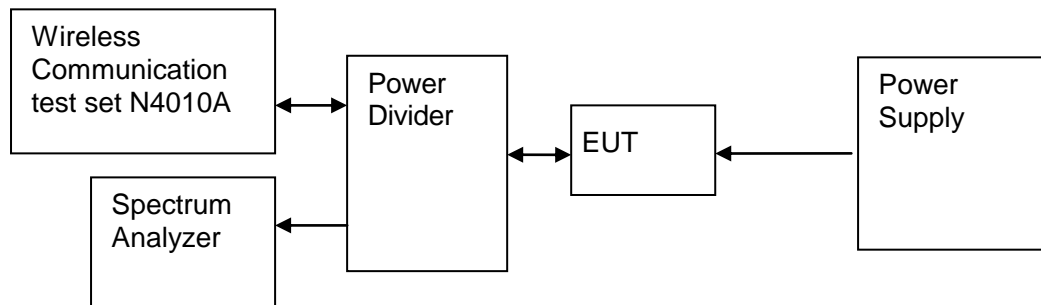 Wireless
Communication
test set N4010A
Power
Divider
EUT
Power
Supply
Spectrum
Analyzer